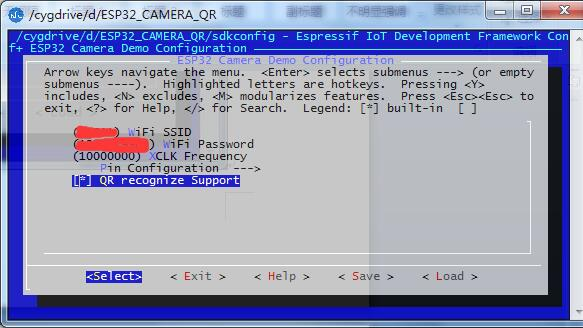 /cygdrive/d/ESP32_CAMERA_QR
/cygdrive/d/ESP32_CAMERA_QR/sdkconfig - Espressif IoT Development Framework Con
f+ ESP32 Camera Demo Configuration
ESP32 Camera Demo Configuration
Arrow keys navigate the menu. <Enter> selects submenus ---> (or empty
submenus ----). Highlighted letters are hotkeys. Pressing <Y>
includes, <N> excludes, <M> modularizes features. Press <Esc><Esc> to
exit, <?> for Help, </> for Search. Legend: [*] built-in [ ]
( ) WiFi SSID
( ) WiFi Password
(10000000) XCLK Frequency
Pin Configuration --->
[*] QR recognize Support
<Select> < Exit > < Help > < Save > < Load >